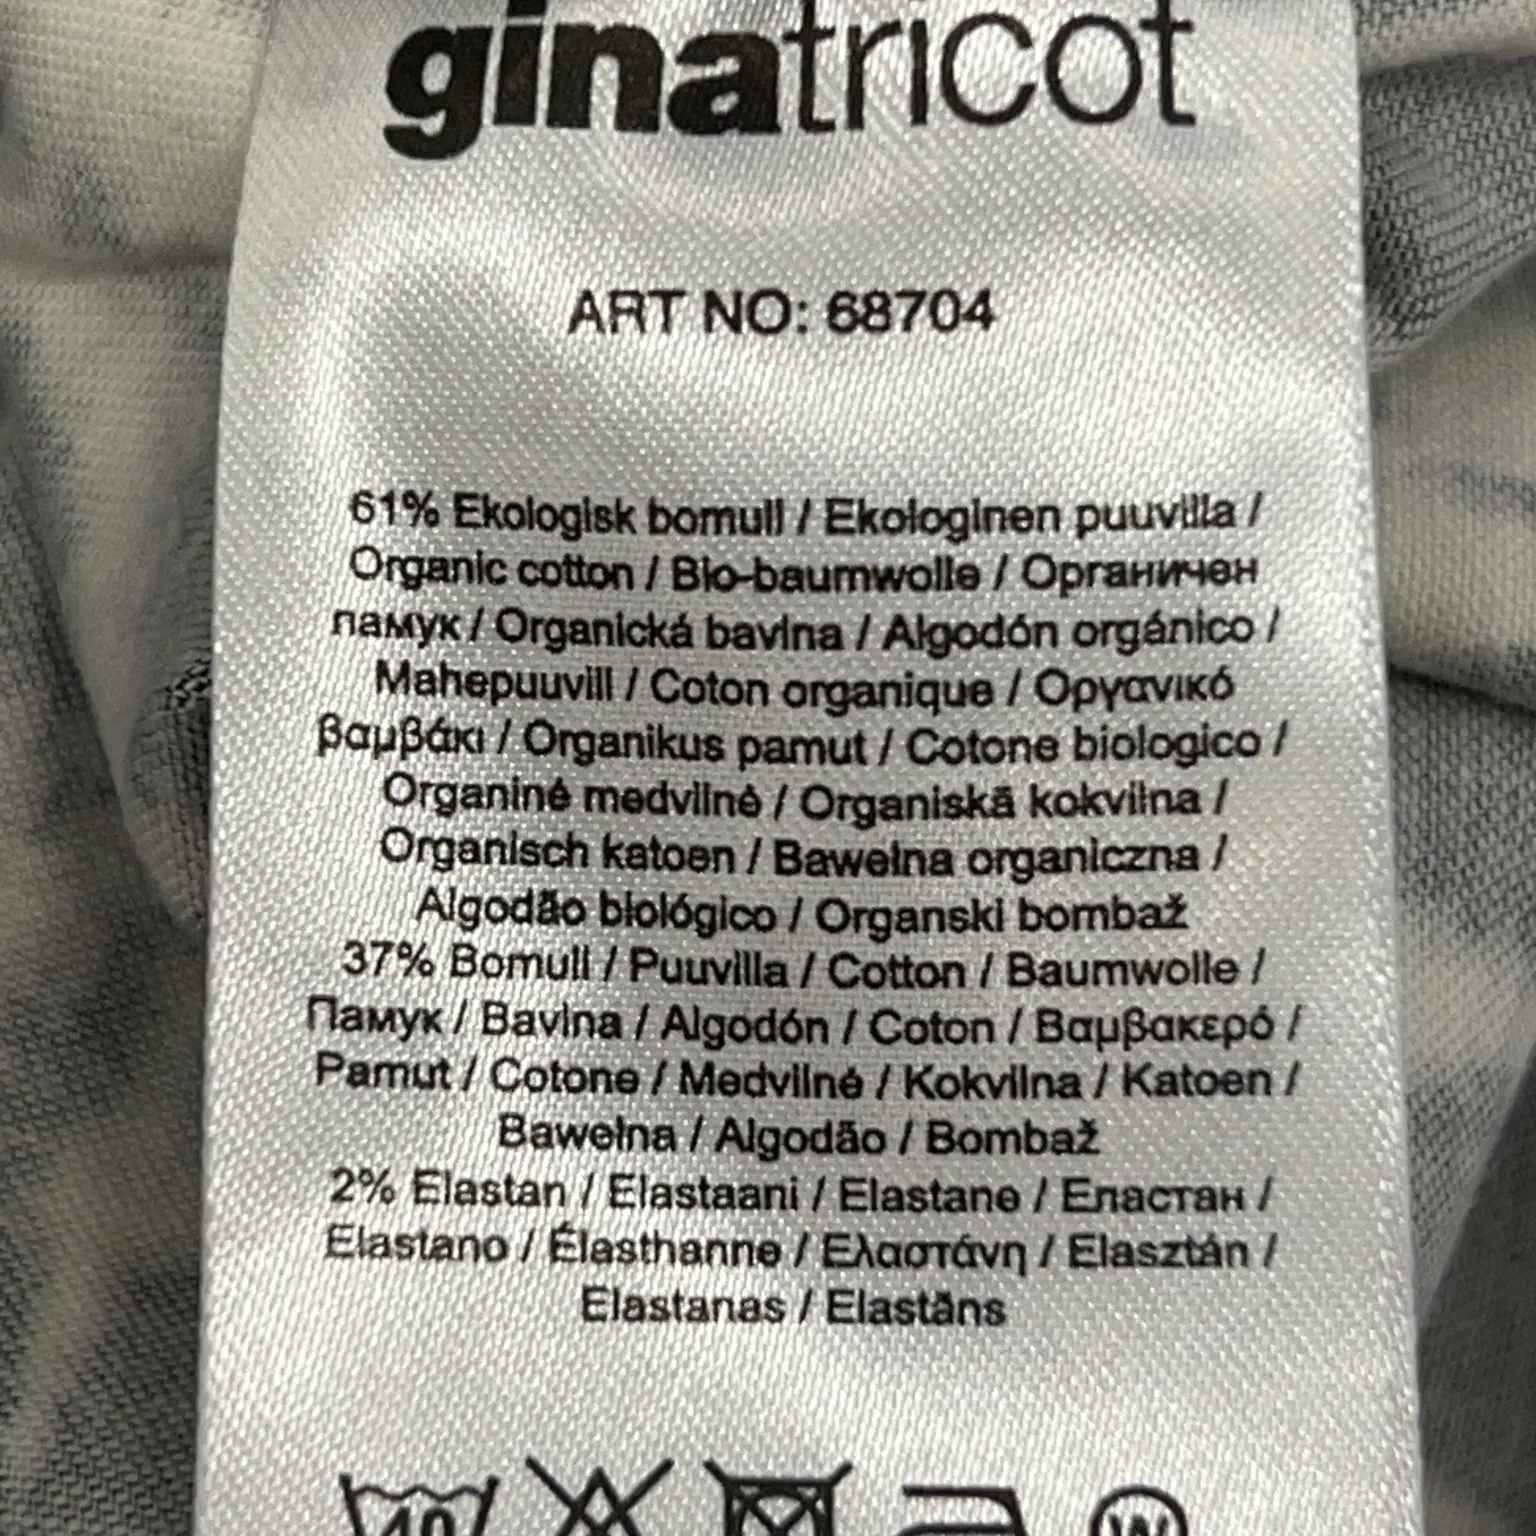 ginatricot
ART NO: 68704
61% Ekologisk bomull / Ekologinen puuvilla /
Organic cotton / Bio-baumwolle / Органичен
памук / Organická bavlna / Algodón orgánico /
Mahepuuvill / Coton organique / Οργανικό
βαμβάκι / Organikus pamut / Cotone biologico /
Organinė medvilnė / Organiskā kokvilna /
Organisch katoen / Bawełna organiczna /
Algodão biológico / Organski bombaž
37% Bomull / Puuvilla / Cotton / Baumwolle /
Памук / Bavlna / Algodón / Coton / Βαμβακερό /
Pamut / Cotone / Medvilnė / Kokvilna / Katoen /
Bawełna / Algodão / Bombaž
2% Elastan / Elastaani / Elastane / Еластан /
Elastano / Élasthanne / Ελαστάνη / Elasztán /
Elastanas / Elastāns
40
W